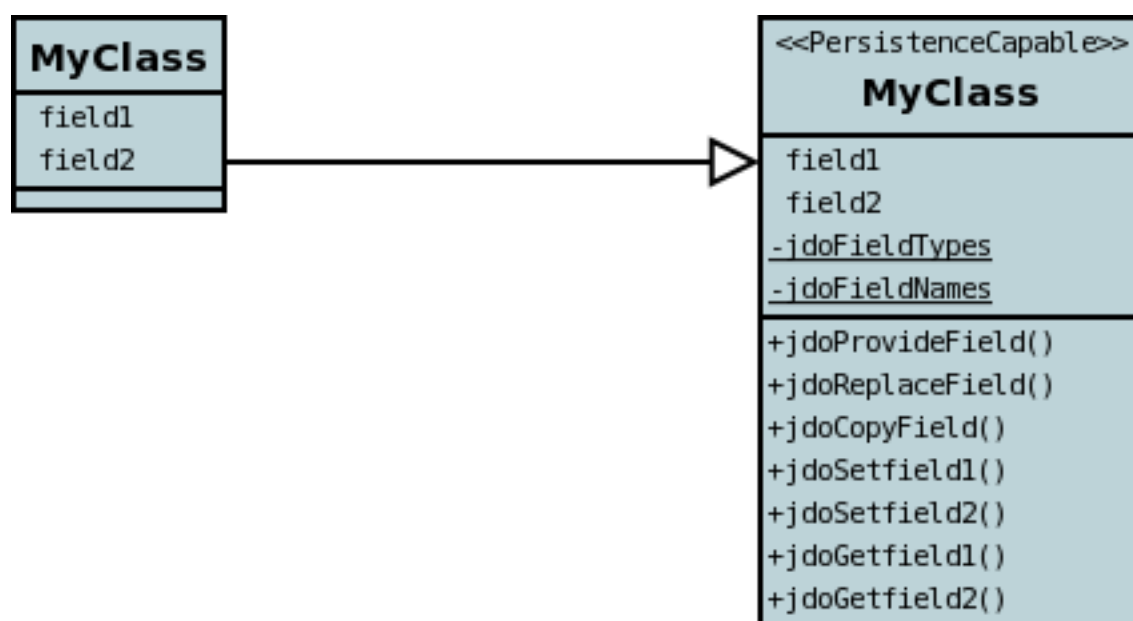 MyClass
field1
field2
<<PersistenceCapable>>
MyClass
field1
field2
-jdoFieldTypes
-jdoFieldNames
+jdoProvideField()
+jdoReplaceField()
+jdoCopyField()
+jdoSetfield1()
+jdoSetfield2()
+jdoGetfield1()
+jdoGetfield2()